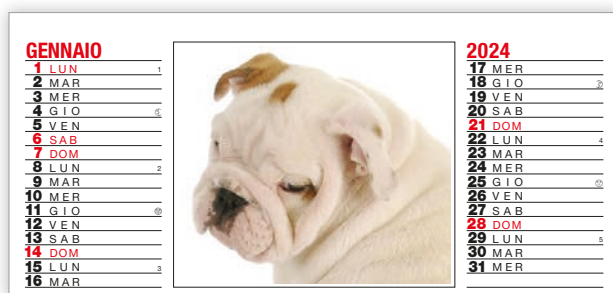 GENNAIO
1 LUN 1
2 MAR
3 MER
4 GIO
5 VEN
6 SAB
7 DOM
8 LUN 2
9 MAR
10 MER
11 GIO
12 VEN
13 SAB
14 DOM
15 LUN 3
16 MAR
2024
17 MER
18 GIO
19 VEN
20 SAB
21 DOM
22 LUN 4
23 MAR
24 MER
25 GIO
26 VEN
27 SAB
28 DOM
29 LUN 5
30 MAR
31 MER